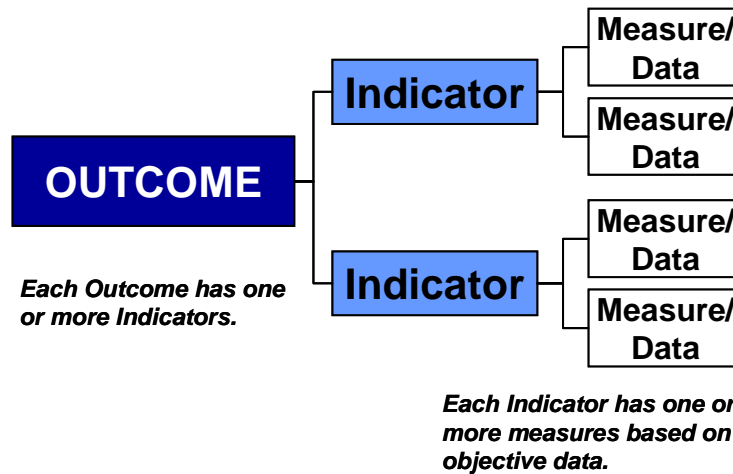 OUTCOME
Each Outcome has one
or more Indicators.
Indicator
Measure/
Data
Measure/
Data
Indicator
Measure/
Data
Measure/
Data
Each Indicator has one or
more measures based on
objective data.